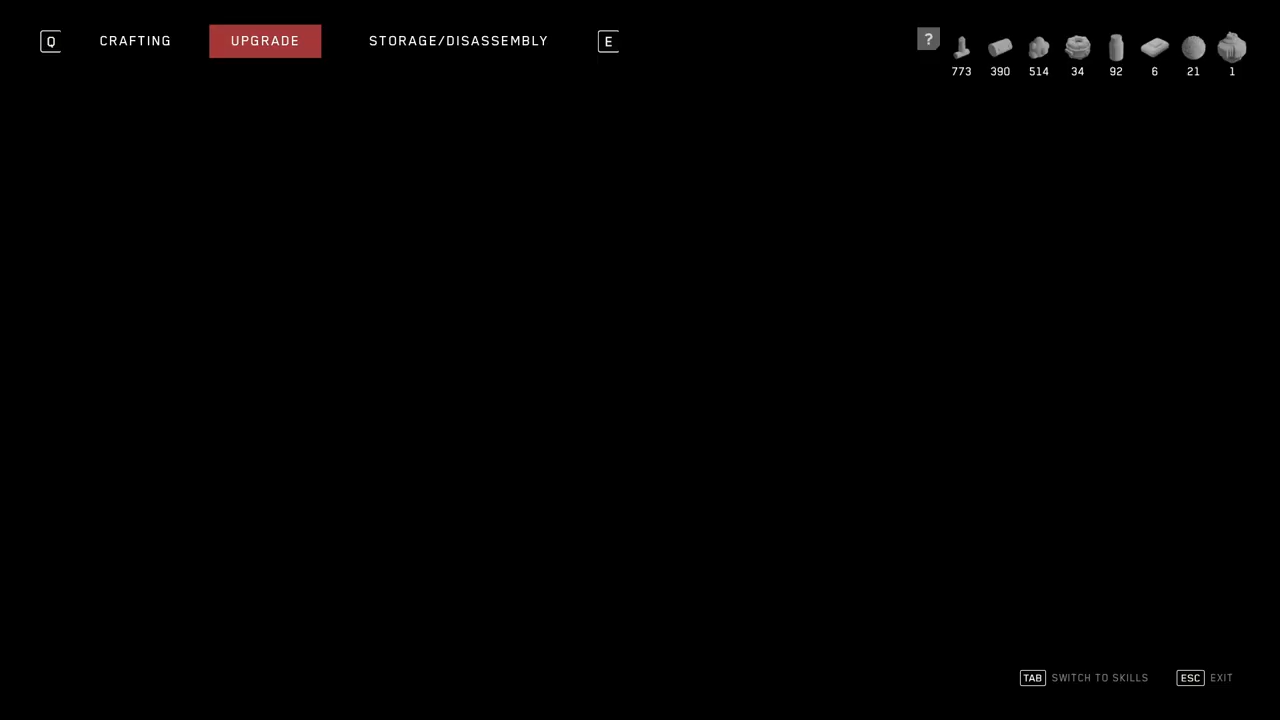 Q CRAFTING UPGRADE STORAGE/DISASSEMBLY E ?
773 390 514 34 92 6 21 1
TAB SWITCH TO SKILLS ESC EXIT